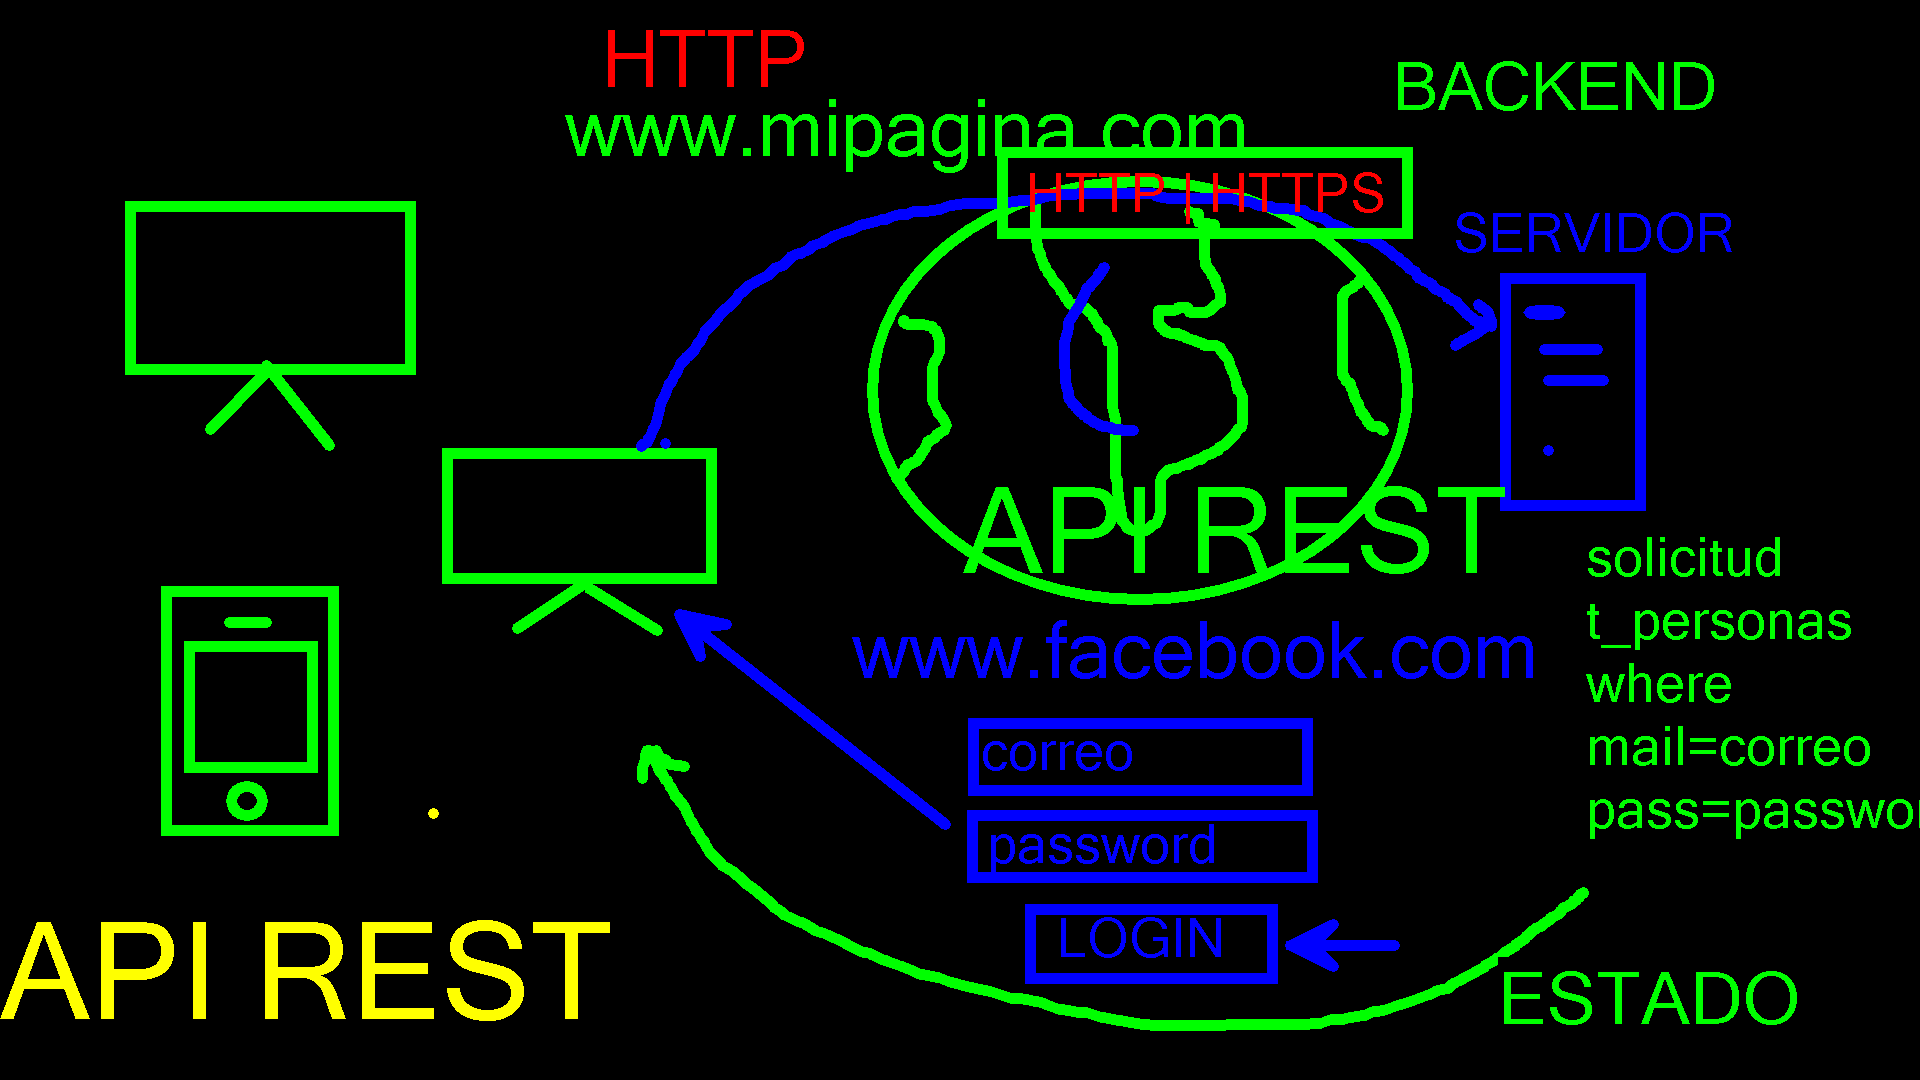 HTTP
www.mipagina.com
BACKEND
HTTP | HTTPS
SERVIDOR
API REST
solicitud
t_personas
where
mail=correo
pass=passwo
www.facebook.com
correo
password
LOGIN
API REST
ESTADO